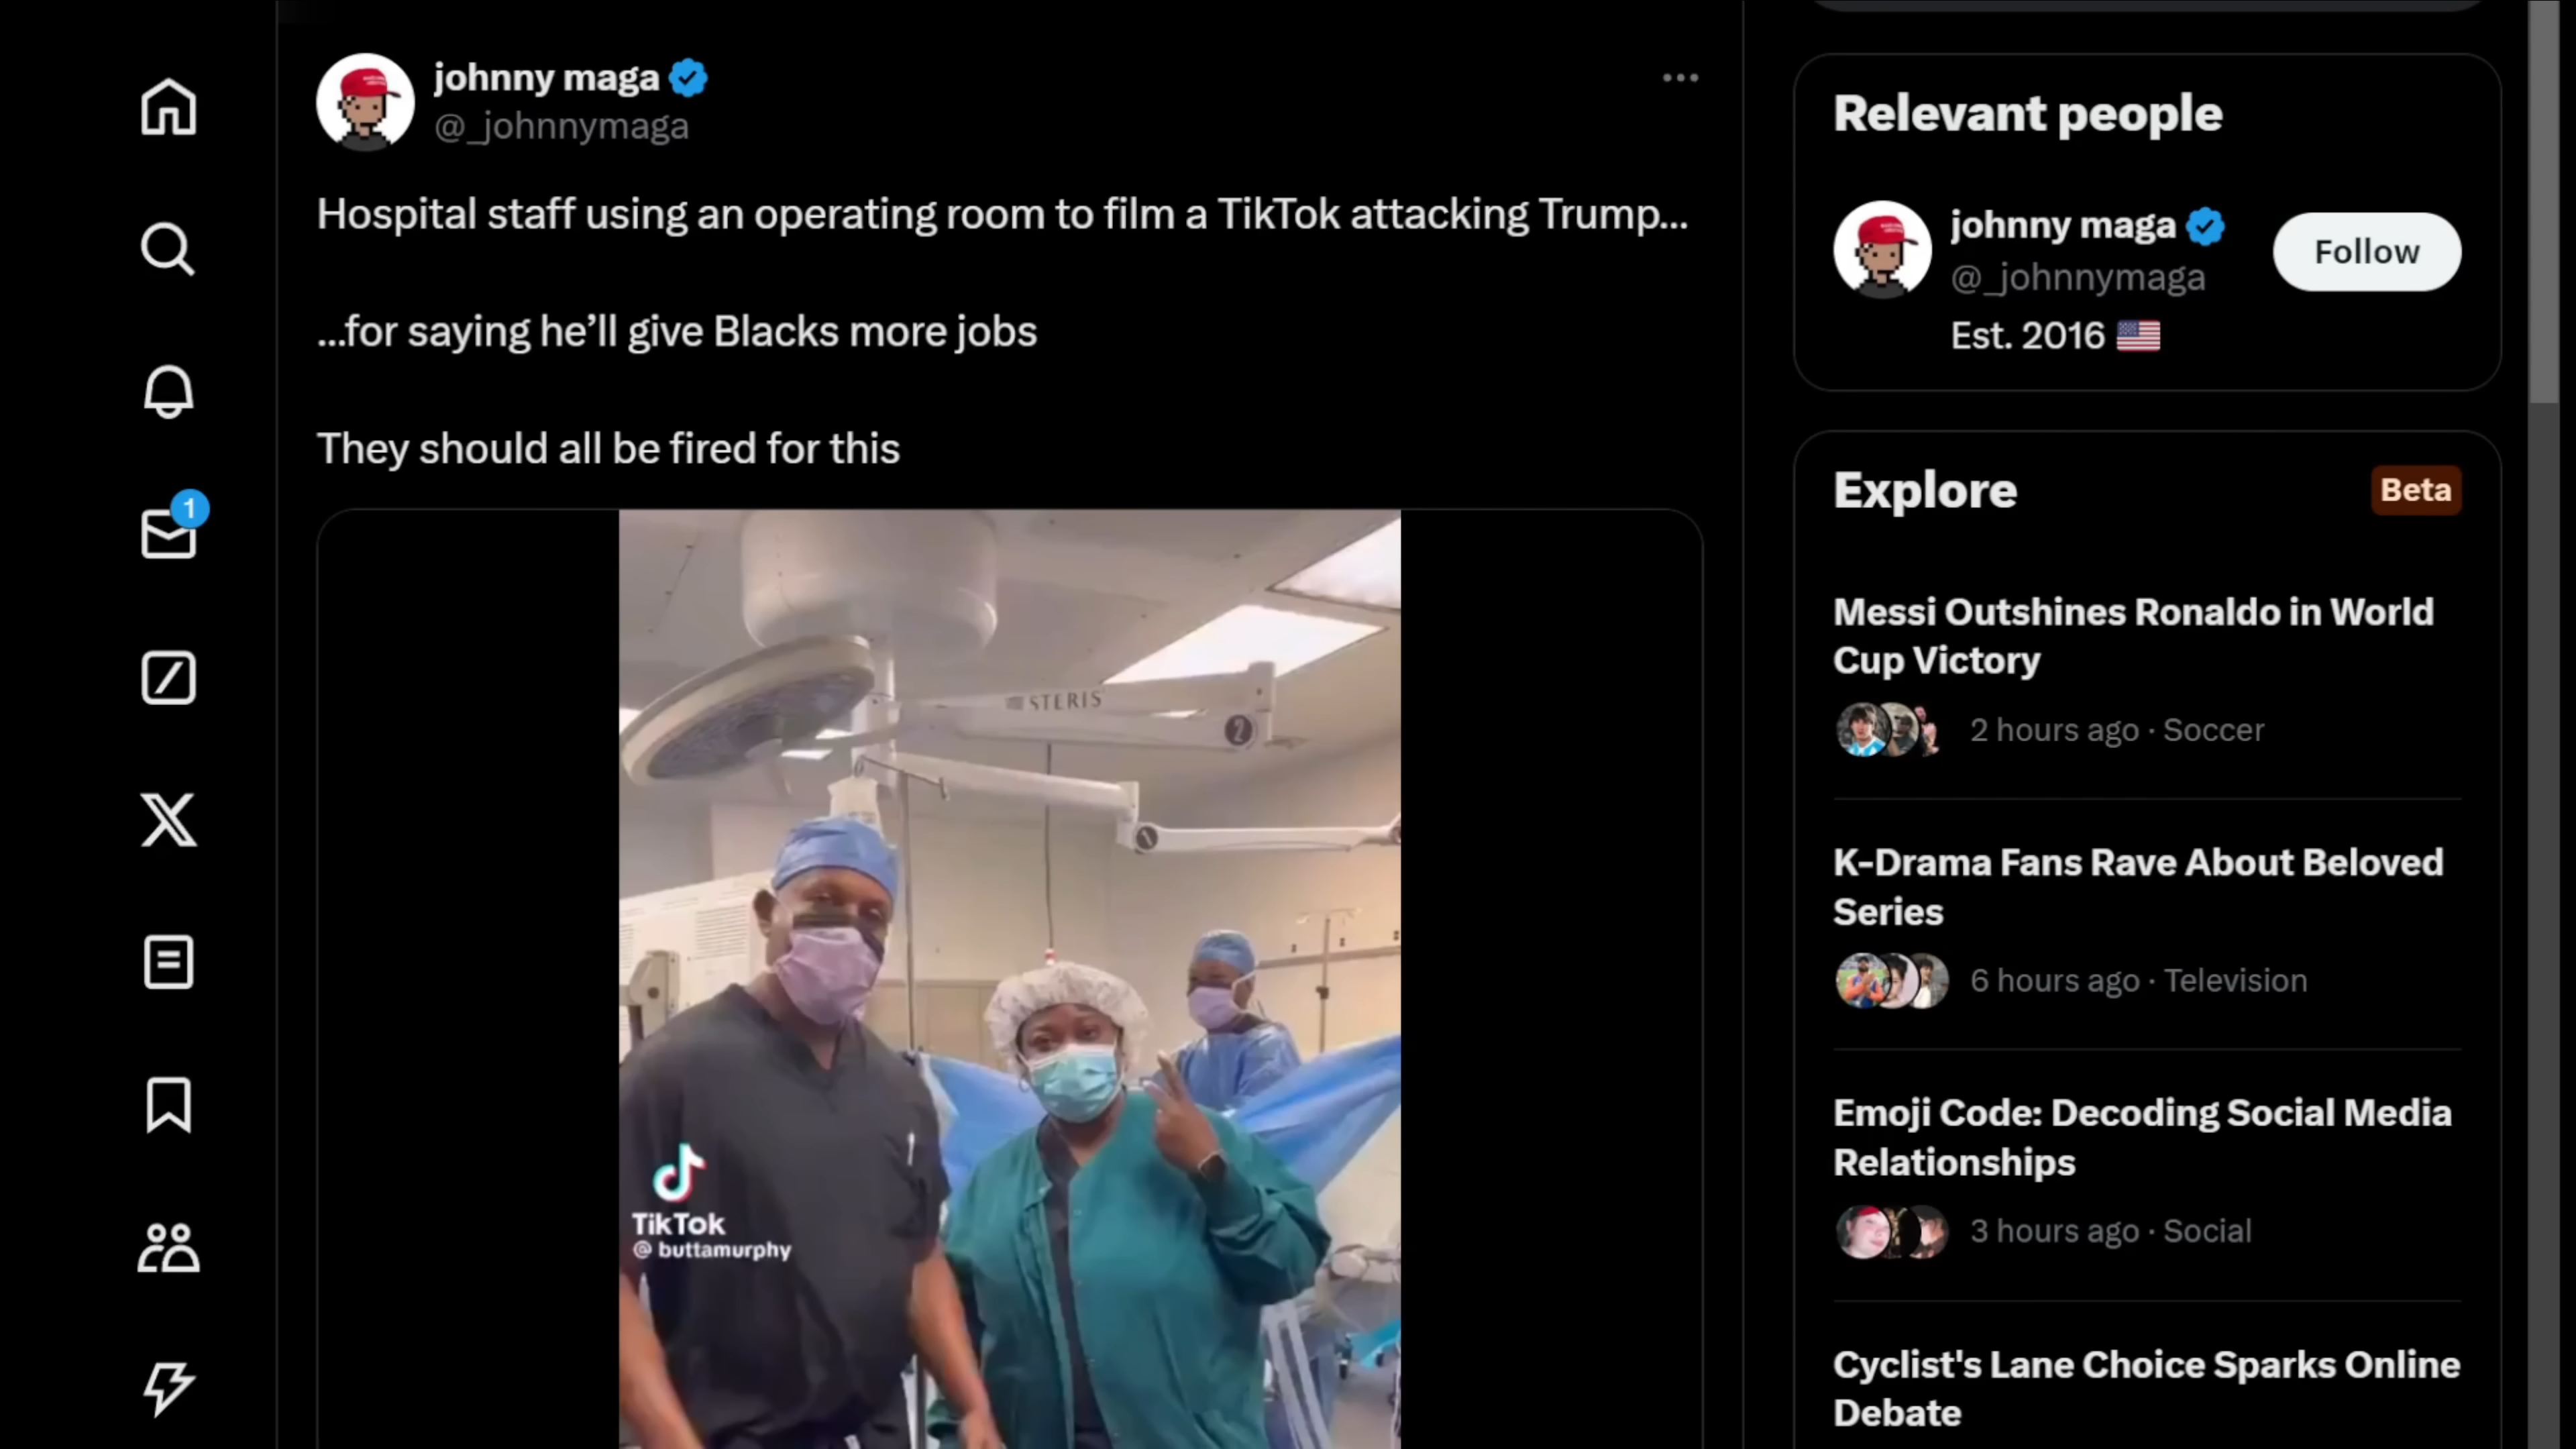 johnny maga
@_johnnymaga
Hospital staff using an operating room to film a TikTok attacking Trump...
...for saying he’ll give Blacks more jobs
They should all be fired for this
1
STERIS
2
1
TikTok
@ buttamurphy
Relevant people
johnny maga
@_johnnymaga
Follow
Est. 2016
Explore
Beta
Messi Outshines Ronaldo in World
Cup Victory
2 hours ago · Soccer
K-Drama Fans Rave About Beloved
Series
6 hours ago · Television
Emoji Code: Decoding Social Media
Relationships
3 hours ago · Social
Cyclist's Lane Choice Sparks Online
Debate